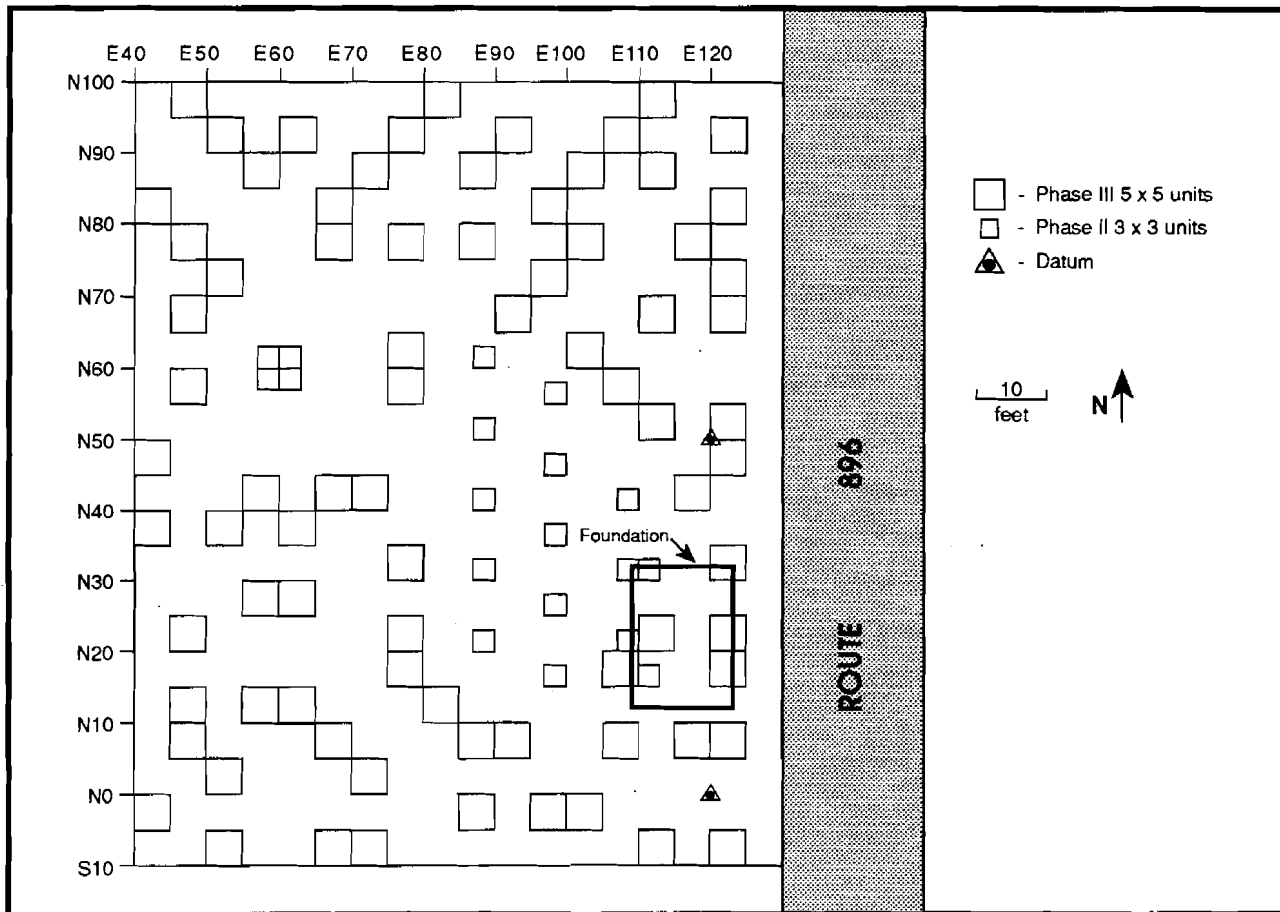 E40 E50 E60 E70 E80 E90 E100 E110 E120
N100
N90
N80
N70
N60
N50
N40
N30
N20
N10
N0
S10
Foundation
ROUTE 896
- Phase III 5 x 5 units
- Phase II 3 x 3 units
- Datum
10
feet
N